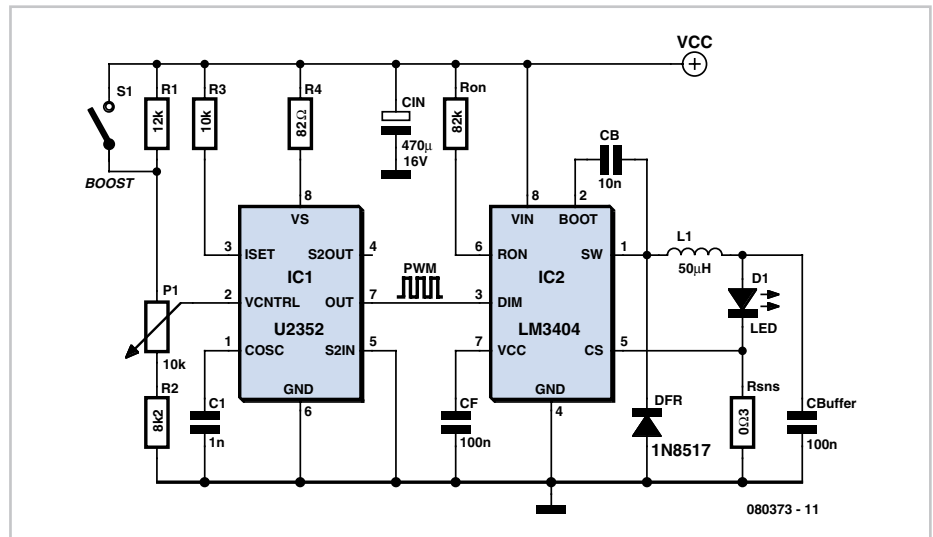 VCC
S1
R1
12k
R3
10k
R4
82Ω
CIN
470µ
16V
Ron
82k
CB
10n
BOOST
8
VS
3
ISET
S2OUT
4
IC1
P1
2
VCNTRL
OUT
7
U2352
1
COSC
S2IN
5
GND
6
10k
R2
8k2
C1
1n
PWM
8
2
VIN
BOOT
6
RON
SW
1
IC2
3
DIM
LM3404
7
VCC
CS
5
GND
4
CF
100n
L1
50µH
D1
LED
DFR
1N8517
Rsns
0Ω3
CBuffer
100n
080373 - 11